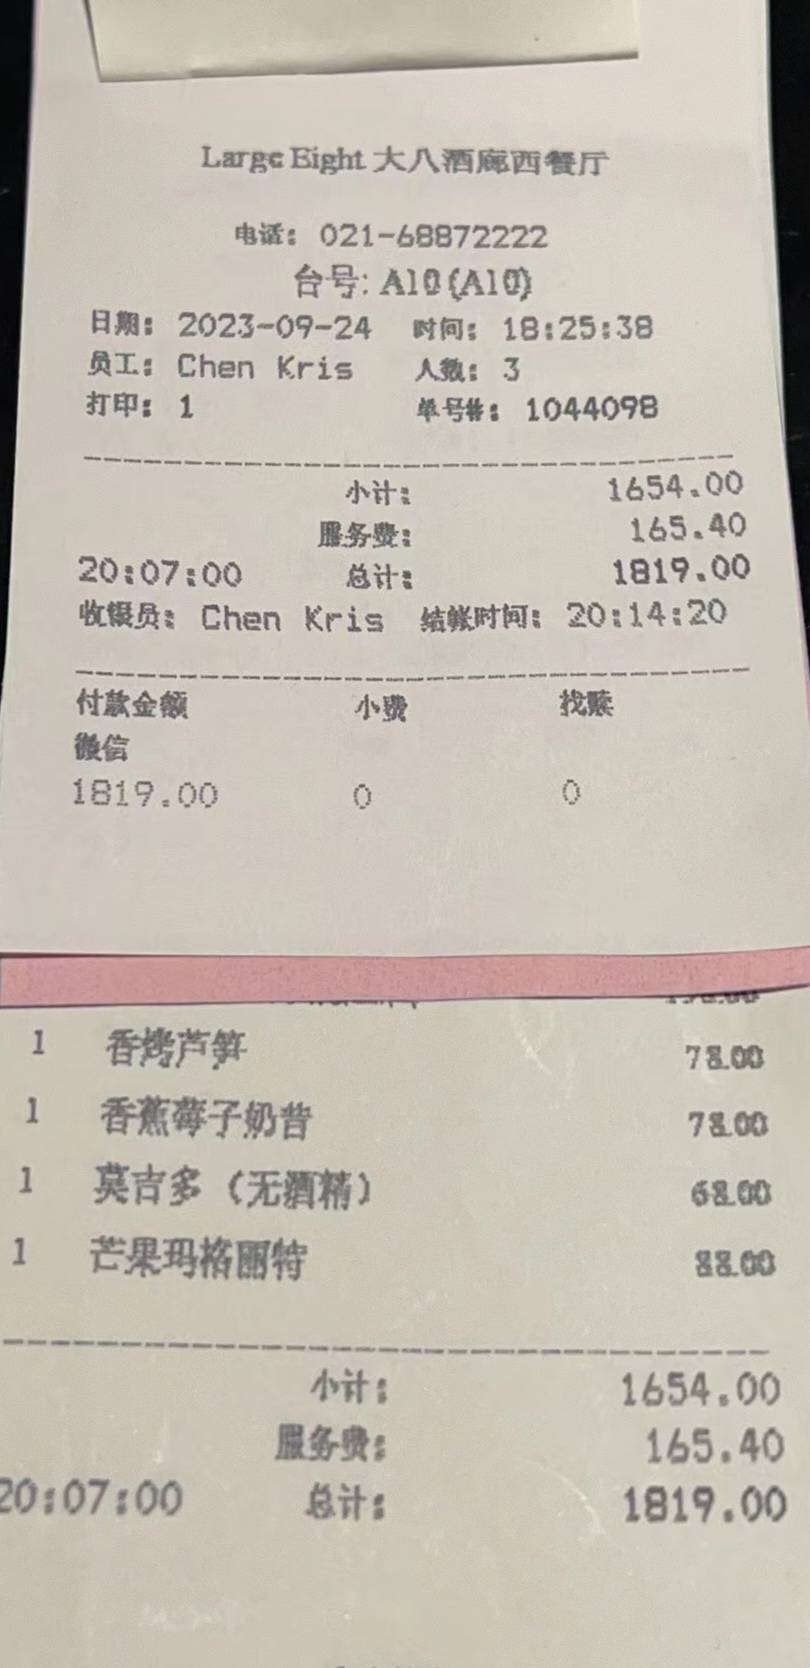 Large Eight 大八酒廊西餐厅
电话: 021-68872222
台号: A10 (A10)
日期: 2023-09-24 时间: 18:25:38
员工: Chen Kris 人数: 3
打印: 1 单号#: 1044098
小计: 1654.00
服务费: 165.40
20:07:00 总计: 1819.00
收银员: Chen Kris 结帐时间: 20:14:20
付款金额 小费 找赎
微信
1819.00 0 0
1 香烤芦笋 78.00
1 香蕉莓子奶昔 78.00
1 莫吉多（无酒精） 68.00
1 芒果玛格丽特 88.00
小计: 1654.00
服务费: 165.40
20:07:00 总计: 1819.00